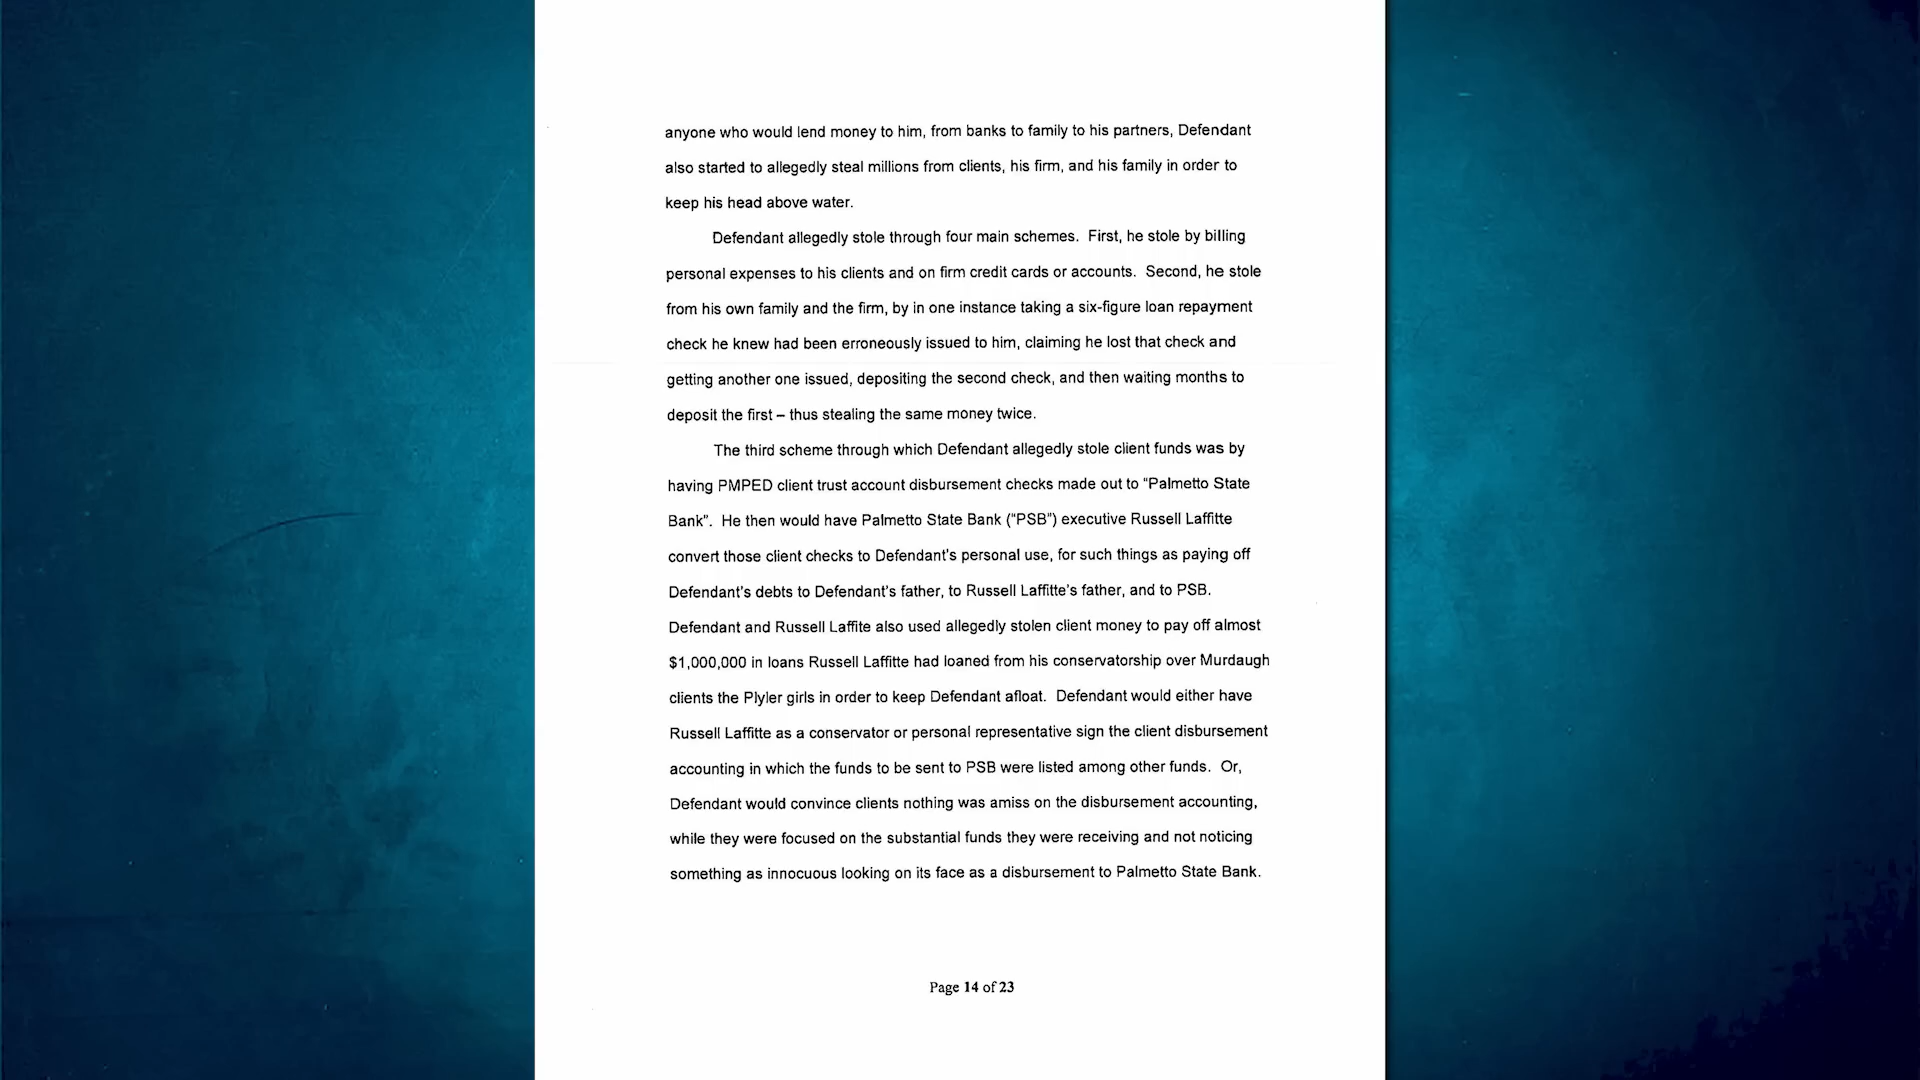 anyone who would lend money to him, from banks to family to his partners, Defendant
also started to allegedly steal millions from clients, his firm, and his family in order to
keep his head above water.
Defendant allegedly stole through four main schemes. First, he stole by billing
personal expenses to his clients and on firm credit cards or accounts. Second, he stole
from his own family and the firm, by in one instance taking a six-figure loan repayment
check he knew had been erroneously issued to him, claiming he lost that check and
getting another one issued, depositing the second check, and then waiting months to
deposit the first – thus stealing the same money twice.
The third scheme through which Defendant allegedly stole client funds was by
having PMPED client trust account disbursement checks made out to “Palmetto State
Bank”. He then would have Palmetto State Bank (“PSB”) executive Russell Laffitte
convert those client checks to Defendant’s personal use, for such things as paying off
Defendant’s debts to Defendant’s father, to Russell Laffitte’s father, and to PSB.
Defendant and Russell Laffite also used allegedly stolen client money to pay off almost
$1,000,000 in loans Russell Laffitte had loaned from his conservatorship over Murdaugh
clients the Plyler girls in order to keep Defendant afloat. Defendant would either have
Russell Laffitte as a conservator or personal representative sign the client disbursement
accounting in which the funds to be sent to PSB were listed among other funds. Or,
Defendant would convince clients nothing was amiss on the disbursement accounting,
while they were focused on the substantial funds they were receiving and not noticing
something as innocuous looking on its face as a disbursement to Palmetto State Bank.
Page 14 of 23